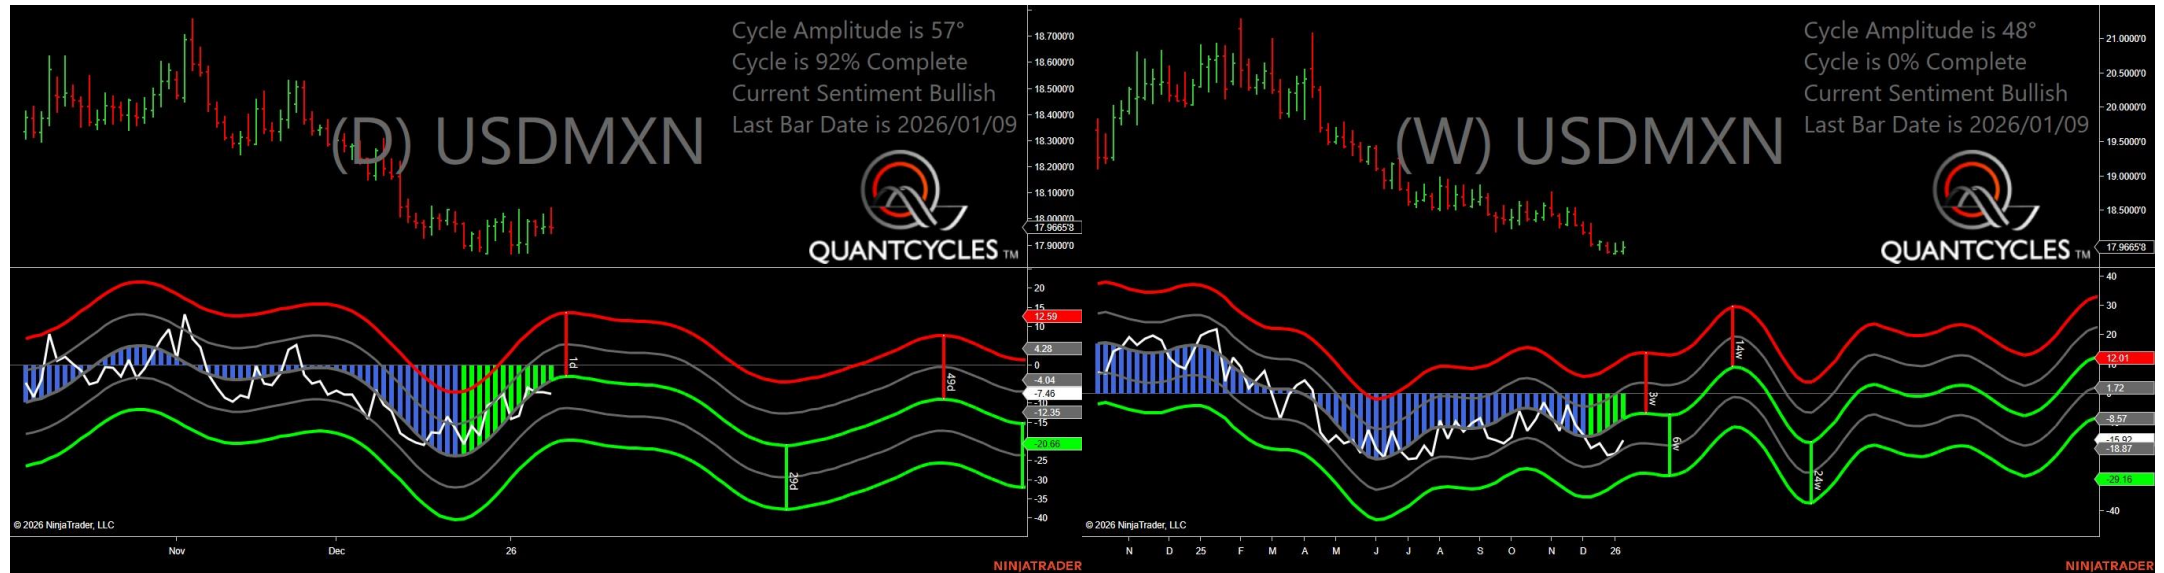 Cycle Amplitude is 57°
Cycle is 92% Complete
Current Sentiment Bullish
Last Bar Date is 2026/01/09
(D) USDMXN
QUANTCYCLES TM
18.7000'0
18.6000'0
18.5000'0
18.4000'0
18.3000'0
18.2000'0
18.1000'0
18.0000'0
17.9665'8
17.9000'0
20
15
12.59
10
4.28
0
-4.04
-7.46
-10
-12.35
-15
-20.66
-25
-30
-35
-40
1d
29d
49d
© 2026 NinjaTrader, LLC
Nov Dec 26
NINJATRADER
Cycle Amplitude is 48°
Cycle is 0% Complete
Current Sentiment Bullish
Last Bar Date is 2026/01/09
(W) USDMXN
QUANTCYCLES TM
21.0000'0
20.5000'0
20.0000'0
19.5000'0
19.0000'0
18.5000'0
17.9665'8
40
30
20
12.01
10
1.72
0
-8.57
-15.92
-18.87
-29.16
-40
3w
6w
14w
24w
© 2026 NinjaTrader, LLC
N D 25 F M A M J J A S O N D 26
NINJATRADER